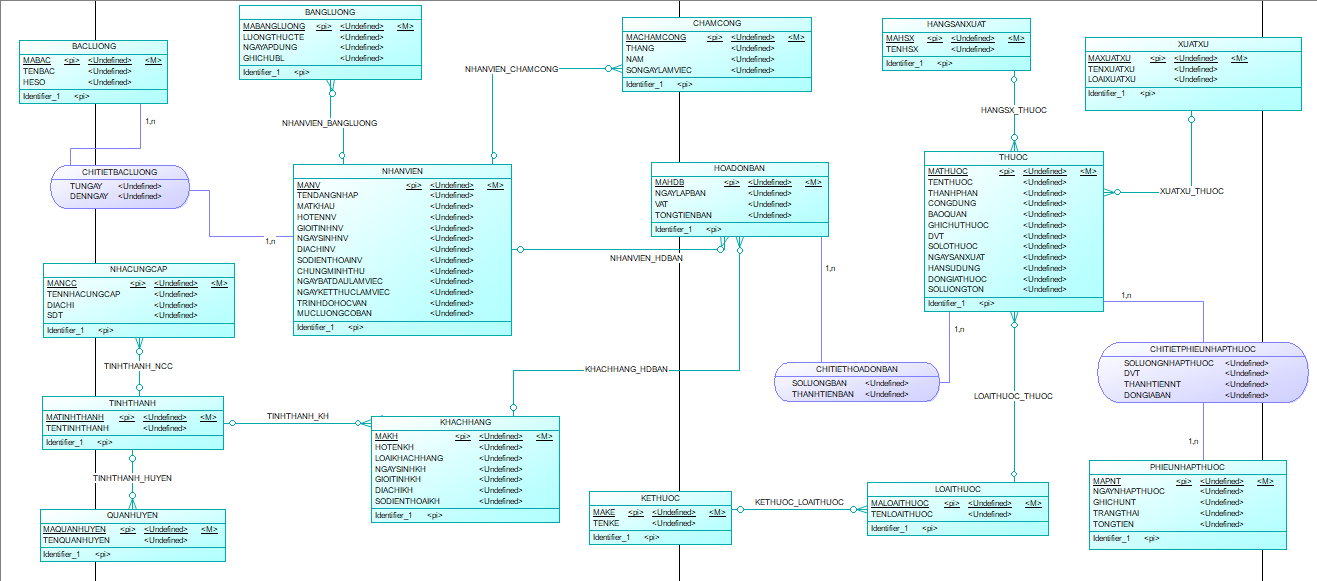 BACLUONG
MABAC <pi> <Undefined> <M>
TENBAC <Undefined>
HESO <Undefined>
Identifier_1 <pi>
1,n
CHITIETBACLUONG
TUNGAY <Undefined>
DENNGAY <Undefined>
1,n
BANGLUONG
MABANGLUONG <pi> <Undefined> <M>
LUONGTHUCTE <Undefined>
NGAYAPDUNG <Undefined>
GHICHUBL <Undefined>
Identifier_1 <pi>
NHANVIEN_BANGLUONG
NHANVIEN_CHAMCONG
CHAMCONG
MACHAMCONG <pi> <Undefined> <M>
THANG <Undefined>
NAM <Undefined>
SONGAYLAMVIEC <Undefined>
Identifier_1 <pi>
HANGSANXUAT
MAHSX <pi> <Undefined> <M>
TENHSX <Undefined>
Identifier_1 <pi>
HANGSX_THUOC
XUATXU
MAXUATXU <pi> <Undefined> <M>
TENXUATXU <Undefined>
LOAIXUATXU <Undefined>
Identifier_1 <pi>
XUATXU_THUOC
NHANVIEN
MANV <pi> <Undefined> <M>
TENDANGNHAP <Undefined>
MATKHAU <Undefined>
HOTENNV <Undefined>
GIOITINHNV <Undefined>
NGAYSINHNV <Undefined>
DIACHINV <Undefined>
SODIENTHOAINV <Undefined>
CHUNGMINHTHU <Undefined>
NGAYBATDAULAMVIEC <Undefined>
NGAYKETTHUCLAMVIEC <Undefined>
TRINHDOHOCVAN <Undefined>
MUCLUONGCOBAN <Undefined>
Identifier_1 <pi>
NHANVIEN_HDBAN
HOADONBAN
MAHDB <pi> <Undefined> <M>
NGAYLAPBAN <Undefined>
VAT <Undefined>
TONGTIENBAN <Undefined>
Identifier_1 <pi>
1,n
THUOC
MATHUOC <pi> <Undefined> <M>
TENTHUOC <Undefined>
THANHPHAN <Undefined>
CONGDUNG <Undefined>
BAOQUAN <Undefined>
GHICHUTHUOC <Undefined>
DVT <Undefined>
SOLOTHUOC <Undefined>
NGAYSANXUAT <Undefined>
HANSUDUNG <Undefined>
DONGIATHUOC <Undefined>
SOLUONGTON <Undefined>
Identifier_1 <pi>
1,n
1,n
NHACUNGCAP
MANCC <pi> <Undefined> <M>
TENNHACUNGCAP <Undefined>
DIACHI <Undefined>
SDT <Undefined>
Identifier_1 <pi>
TINHTHANH_NCC
TINHTHANH
MATINHTHANH <pi> <Undefined> <M>
TENTINHTHANH <Undefined>
Identifier_1 <pi>
TINHTHANH_KH
TINHTHANH_HUYEN
QUANHUYEN
MAQUANHUYEN <pi> <Undefined> <M>
TENQUANHUYEN <Undefined>
Identifier_1 <pi>
KHACHHANG_HDBAN
KHACHHANG
MAKH <pi> <Undefined> <M>
HOTENKH <Undefined>
LOAIKHACHHANG <Undefined>
NGAYSINHKH <Undefined>
GIOITINHKH <Undefined>
DIACHIKH <Undefined>
SODIENTHOAIKH <Undefined>
Identifier_1 <pi>
CHITIETHOADONBAN
SOLUONGBAN <Undefined>
THANHTIENBAN <Undefined>
LOAITHUOC_THUOC
CHITIETPHIEUNHAPTHUOC
SOLUONGNHAPTHUOC <Undefined>
DVT <Undefined>
THANHTIENNT <Undefined>
DONGIABAN <Undefined>
1,n
KETHUOC
MAKE <pi> <Undefined> <M>
TENKE <Undefined>
Identifier_1 <pi>
KETHUOC_LOAITHUOC
LOAITHUOC
MALOAITHUOC <pi> <Undefined> <M>
TENLOAITHUOC <Undefined>
Identifier_1 <pi>
PHIEUNHAPTHUOC
MAPNT <pi> <Undefined> <M>
NGAYNHAPTHUOC <Undefined>
GHICHUNT <Undefined>
TRANGTHAI <Undefined>
TONGTIEN <Undefined>
Identifier_1 <pi>